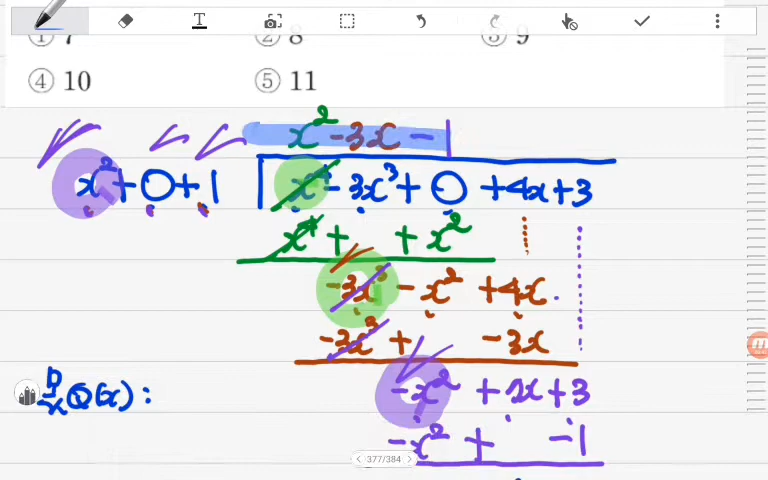 ① 7 ② 8 ③ 9
④ 10 ⑤ 11
x² - 3x - 1
x² + 0 + 1 x⁴ - 3x³ + 0 + 4x + 3
x⁴ + + x²
-3x³ - x² + 4x
-3x³ + - 3x
Q(x) :
-x² + 2x + 3
-x² + -1
377/384